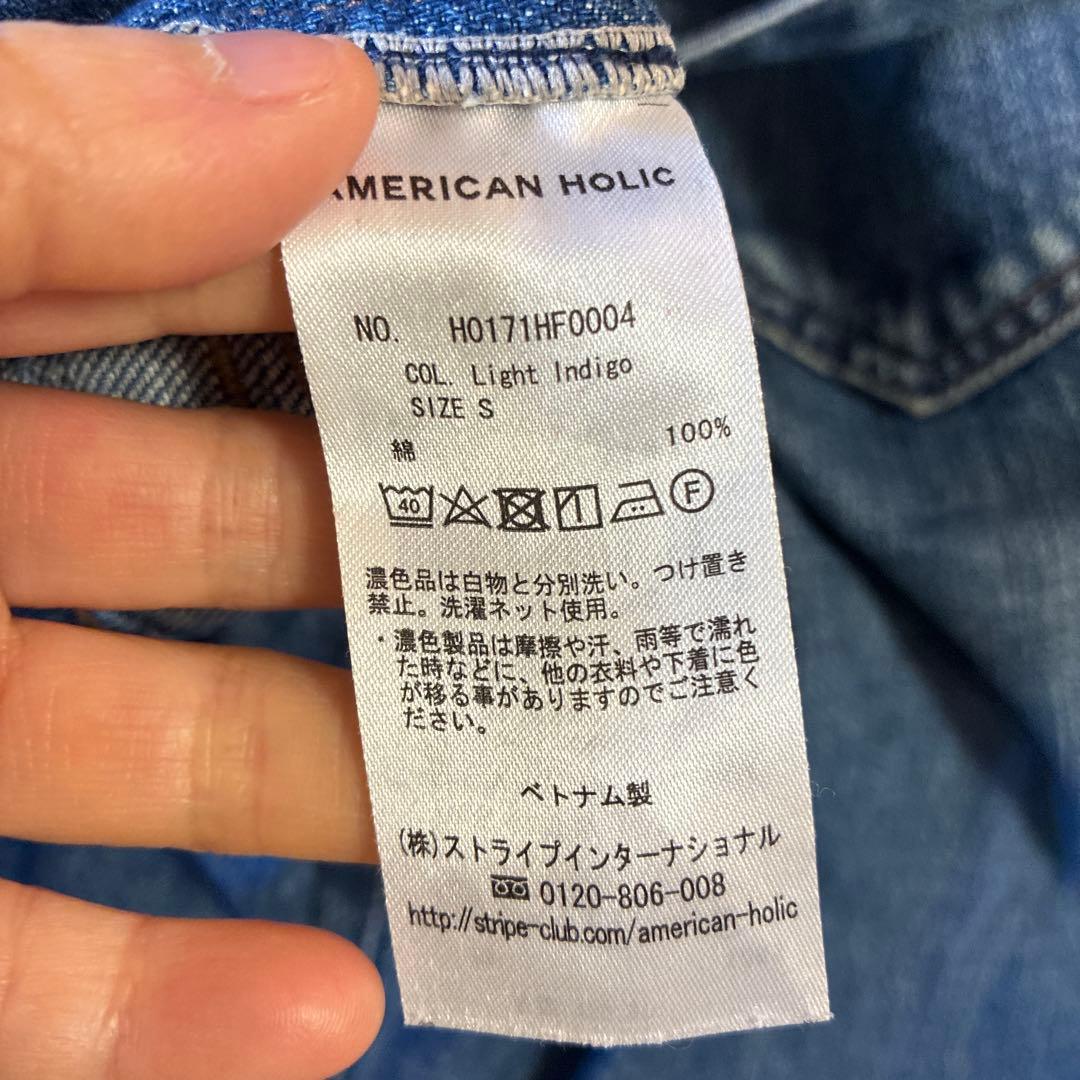 AMERICAN HOLIC
NO. H0171HF0004
COL. Light Indigo
SIZE S
綿 100%
40 F
濃色品は白物と分別洗い。つけ置き
禁止。洗濯ネット使用。
・濃色製品は摩擦や汗、雨等で濡れ
た時などに、他の衣料や下着に色
が移る事がありますのでご注意く
ださい。
ベトナム製
(株)ストライプインターナショナル
0120-806-008
http://stripe-club.com/american-holic